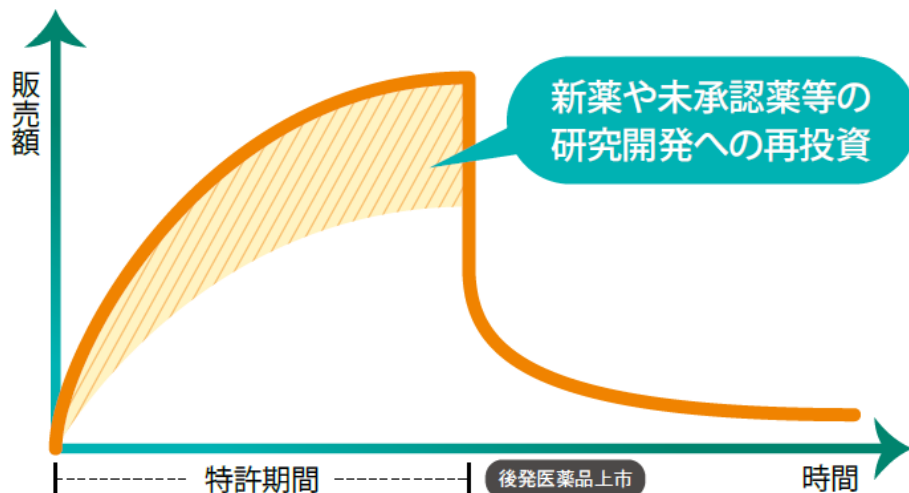 販売額
新薬や未承認薬等の
研究開発への再投資
特許期間
後発医薬品上市
時間